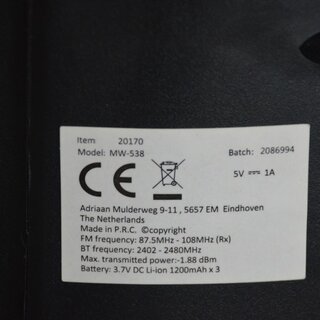 Item 20170
Model: MW-538 Batch: 2086994
CE 5V ⎓ 1A
Adriaan Mulderweg 9-11 , 5657 EM Eindhoven
The Netherlands
Made in P.R.C. ©copyright
FM frequency: 87.5MHz - 108MHz (Rx)
BT frequency: 2402 - 2480MHz
Max. transmitted power:-1.88 dBm
Battery: 3.7V DC Li-ion 1200mAh x 3